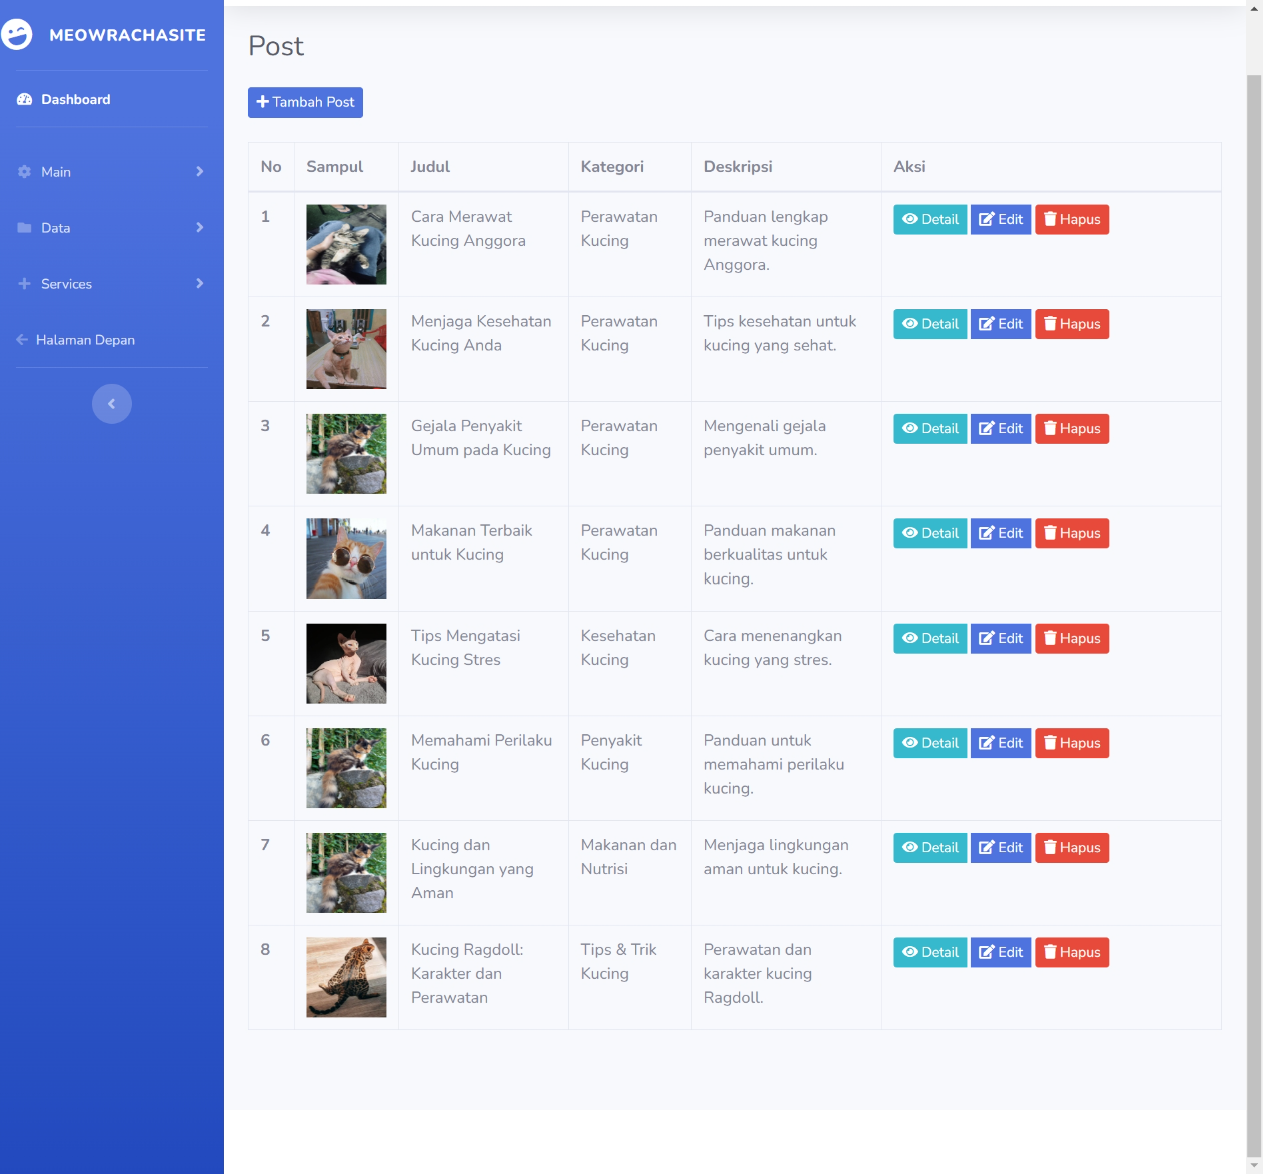 MEOWRACHASITE
Dashboard
Main
Data
Services
Halaman Depan
Post
Tambah Post
No Sampul Judul Kategori Deskripsi Aksi
1 Cara Merawat Perawatan Panduan lengkap Detail Edit Hapus
Kucing Anggora Kucing merawat kucing
Anggora.
2 Menjaga Kesehatan Perawatan Tips kesehatan untuk Detail Edit Hapus
Kucing Anda Kucing kucing yang sehat.
3 Gejala Penyakit Perawatan Mengenali gejala Detail Edit Hapus
Umum pada Kucing Kucing penyakit umum.
4 Makanan Terbaik Perawatan Panduan makanan Detail Edit Hapus
untuk Kucing Kucing berkualitas untuk
kucing.
5 Tips Mengatasi Kesehatan Cara menenangkan Detail Edit Hapus
Kucing Stres Kucing kucing yang stres.
6 Memahami Perilaku Penyakit Panduan untuk Detail Edit Hapus
Kucing Kucing memahami perilaku
kucing.
7 Kucing dan Makanan dan Menjaga lingkungan Detail Edit Hapus
Lingkungan yang Nutrisi aman untuk kucing.
Aman
8 Kucing Ragdoll: Tips & Trik Perawatan dan Detail Edit Hapus
Karakter dan Kucing karakter kucing
Perawatan Ragdoll.